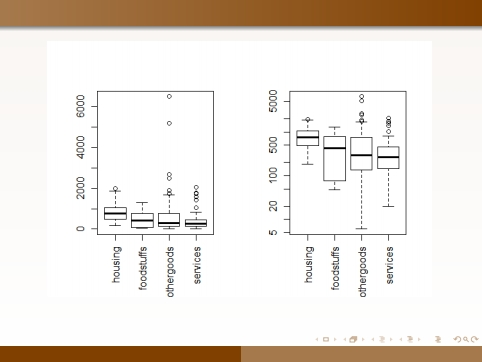 6000
4000
2000
0
housing
foodstuffs
othergoods
services
5000
500
100
20
5
housing
foodstuffs
othergoods
services